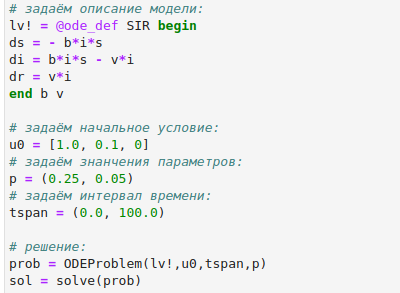 # задаём описание модели:
lv! = @ode_def SIR begin
ds = - b*i*s
di = b*i*s - v*i
dr = v*i
end b v
# задаём начальное условие:
u0 = [1.0, 0.1, 0]
# задаём знанчения параметров:
p = (0.25, 0.05)
# задаём интервал времени:
tspan = (0.0, 100.0)
# решение:
prob = ODEProblem(lv!,u0,tspan,p)
sol = solve(prob)